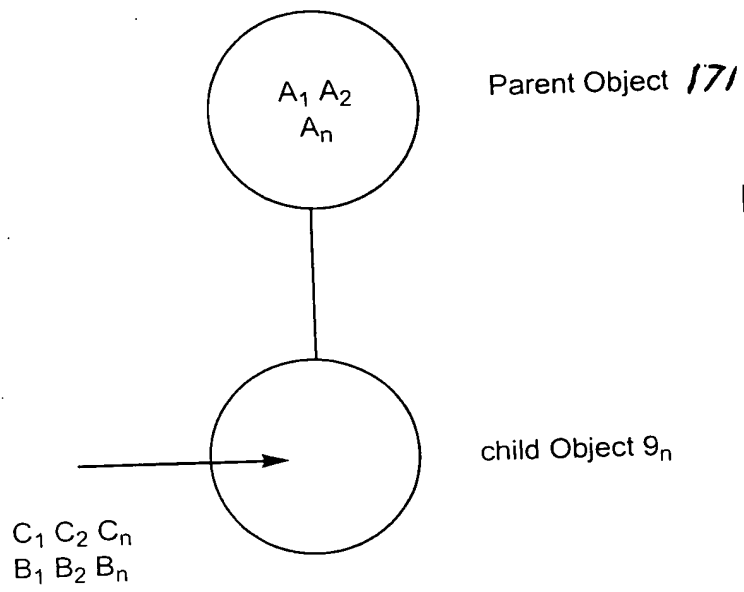 A₁ A₂
Aₙ
Parent Object 171
child Object 9ₙ
C₁ C₂ Cₙ
B₁ B₂ Bₙ